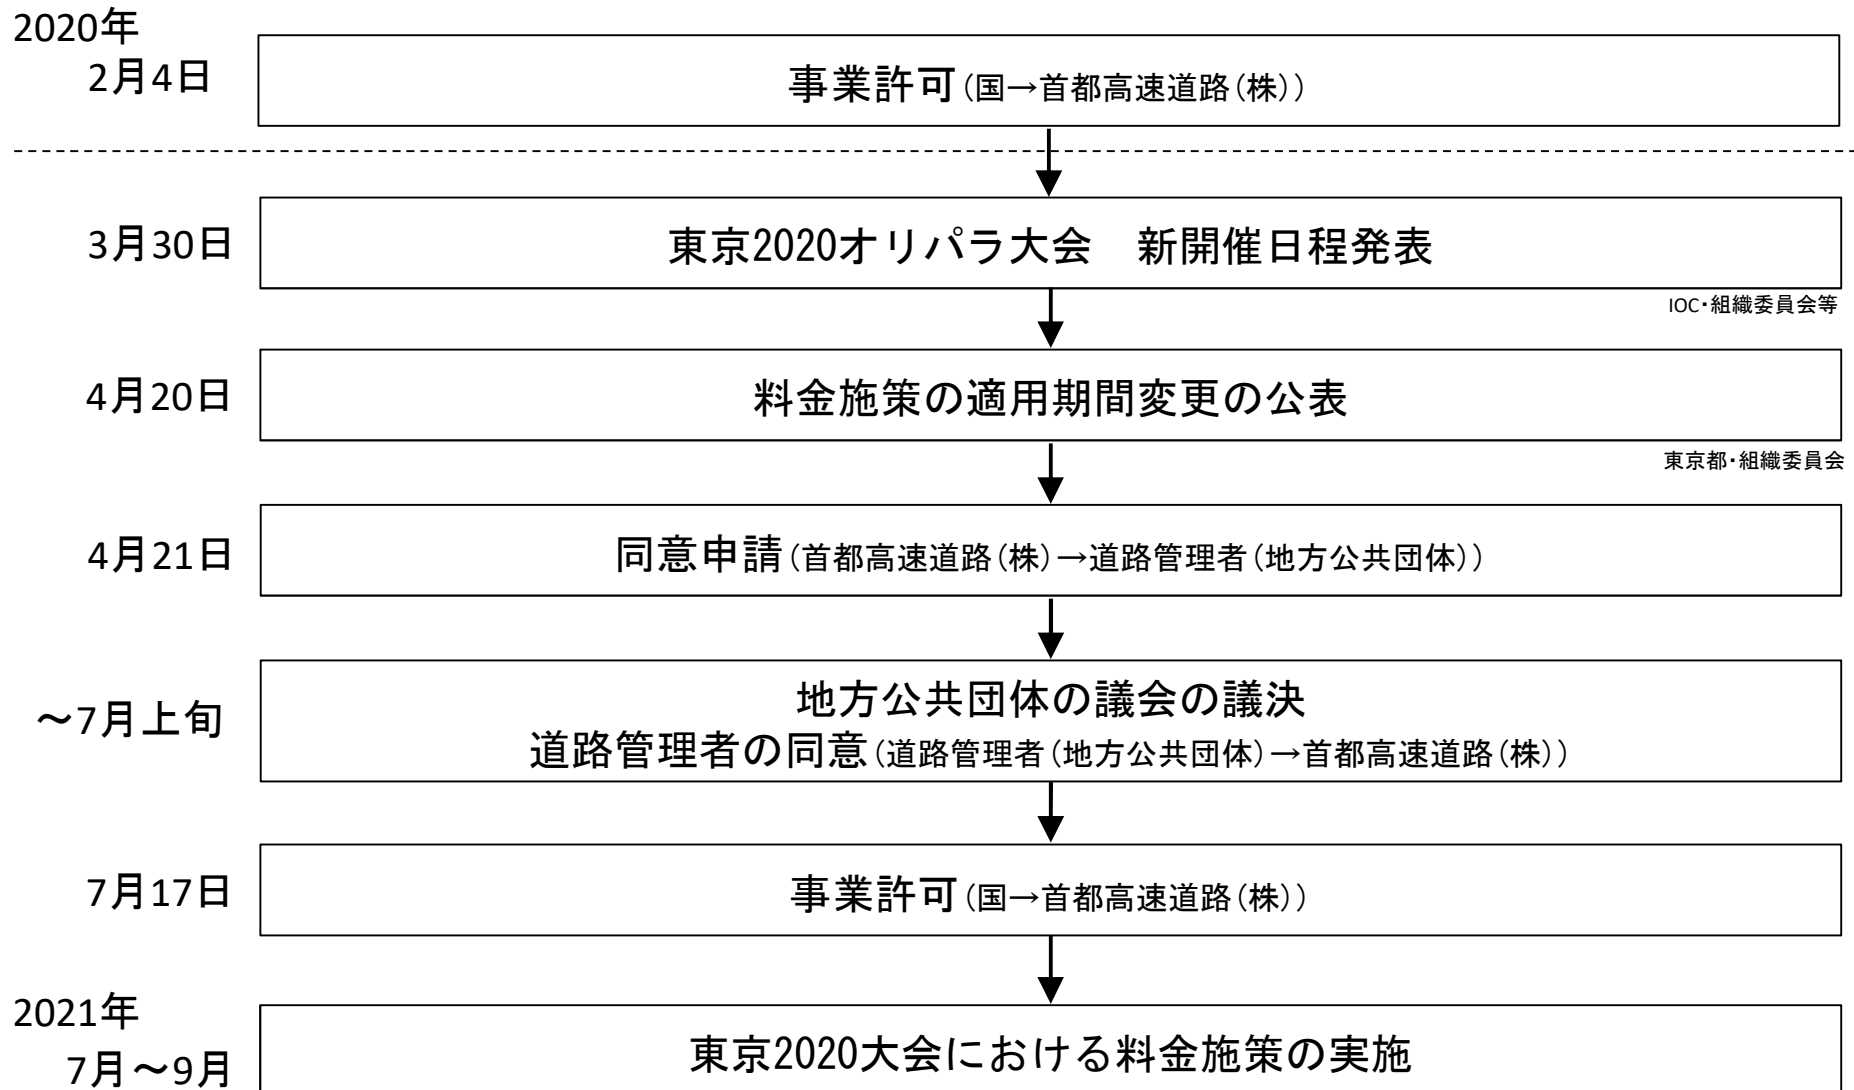 2020年
2月4日
事業許可(国→首都高速道路(株))
3月30日
東京2020オリパラ大会　新開催日程発表
IOC・組織委員会等
4月20日
料金施策の適用期間変更の公表
東京都・組織委員会
4月21日
同意申請(首都高速道路(株)→道路管理者(地方公共団体))
～7月上旬
地方公共団体の議会の議決
道路管理者の同意(道路管理者(地方公共団体)→首都高速道路(株))
7月17日
事業許可(国→首都高速道路(株))
2021年
7月～9月
東京2020大会における料金施策の実施